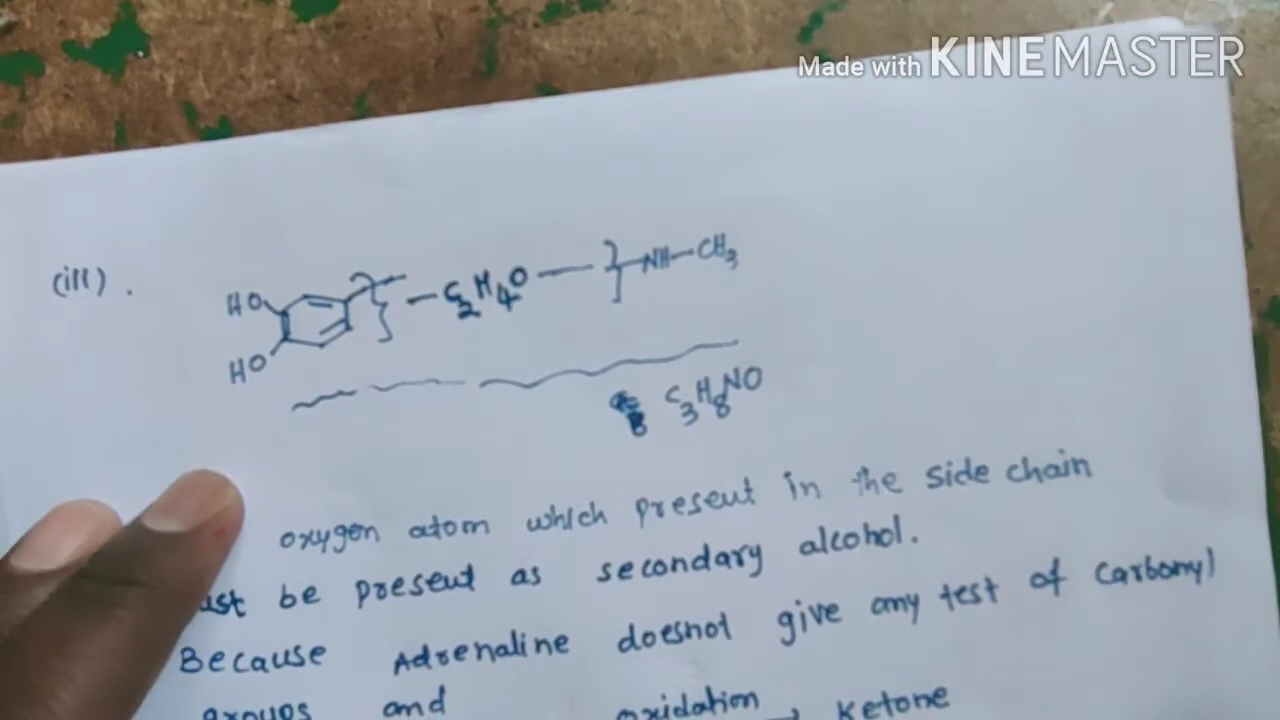 Made with KINEMASTER
(iii).
HO
HO
-C2H4O-
-NH-CH3
C3H8NO
oxygen atom which present in the side chain
be present as secondary alcohol.
Because Adrenaline doesnot give any test of carbonyl
groups and oxidation → ketone